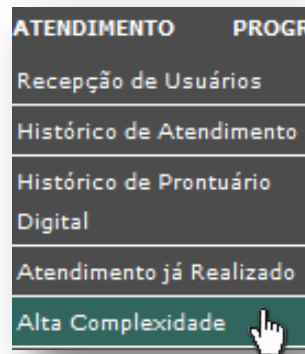 ATENDIMENTO
Recepção de Usuários
Histórico de Atendimento
Histórico de Prontuário
Digital
Atendimento já Realizado
Alta Complexidade